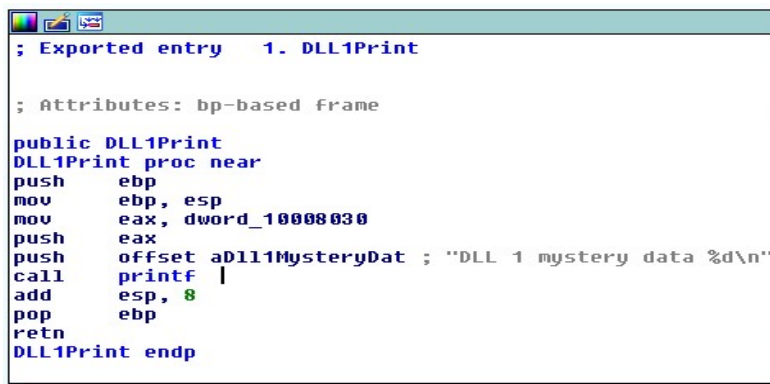 ; Exported entry   1. DLL1Print
; Attributes: bp-based frame
public DLL1Print
DLL1Print proc near
push    ebp
mov     ebp, esp
mov     eax, dword_10008030
push    eax
push    offset aDll1MysteryDat ; "DLL 1 mystery data %d\n"
call    printf
add     esp, 8
pop     ebp
retn
DLL1Print endp